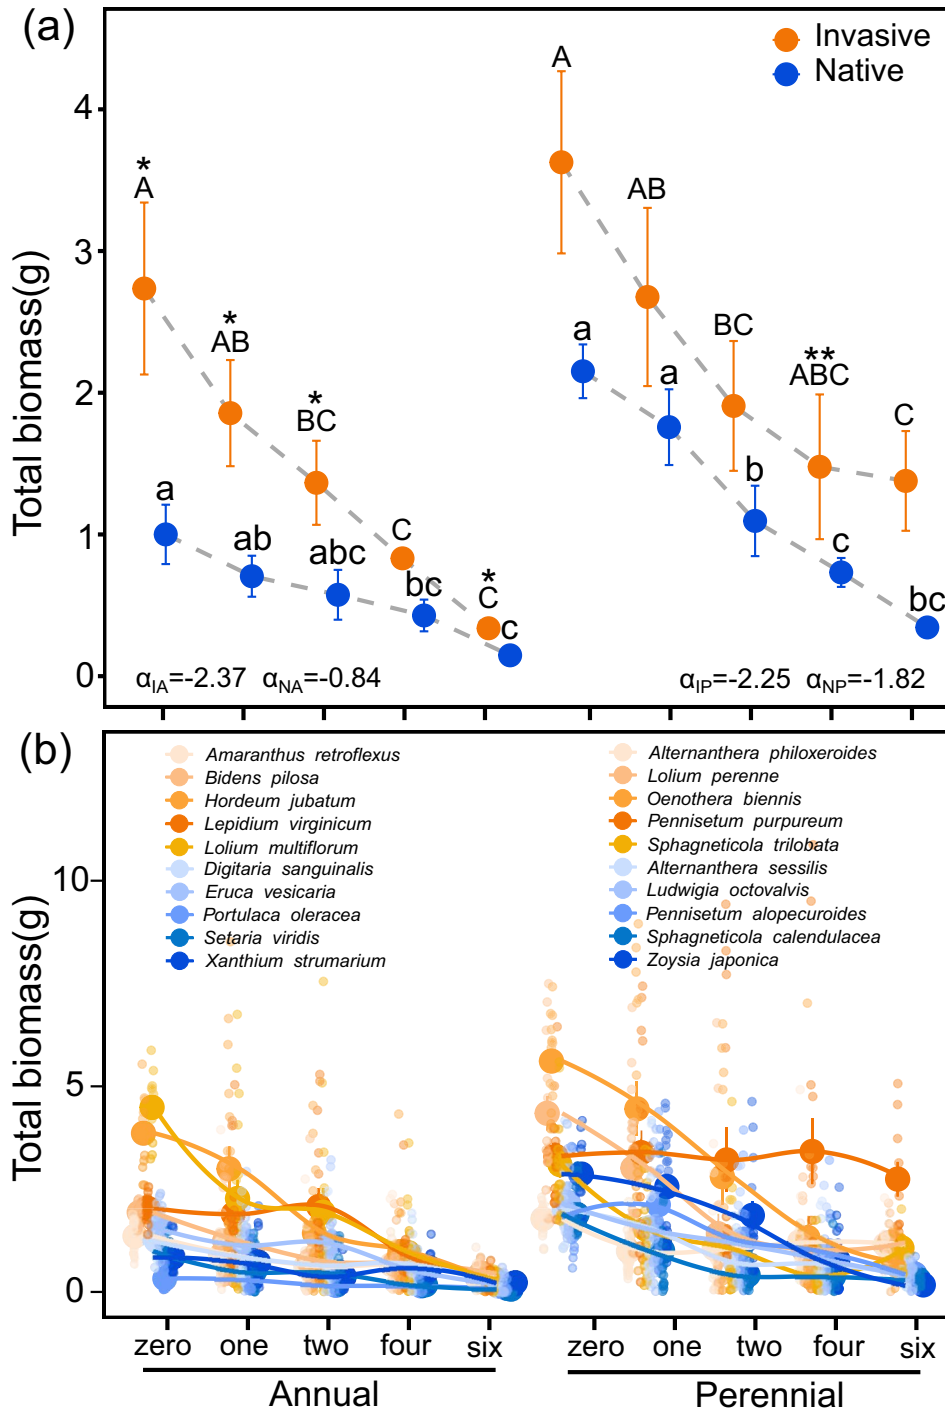 (a)
Invasive
Native
Total biomass(g)
4
3
2
1
0
*
A
*
AB
*
BC
C
*
C
a
ab
abc
bc
c
A
AB
BC
**
ABC
C
a
a
b
c
bc
αIA=-2.37 αNA=-0.84
αIP=-2.25 αNP=-1.82
(b)
Amaranthus retroflexus
Bidens pilosa
Hordeum jubatum
Lepidium virginicum
Lolium multiflorum
Digitaria sanguinalis
Eruca vesicaria
Portulaca oleracea
Setaria viridis
Xanthium strumarium
Alternanthera philoxeroides
Lolium perenne
Oenothera biennis
Pennisetum purpureum
Sphagneticola trilobata
Alternanthera sessilis
Ludwigia octovalvis
Pennisetum alopecuroides
Sphagneticola calendulacea
Zoysia japonica
Total biomass(g)
10
5
0
zero one two four six
zero one two four six
Annual
Perennial